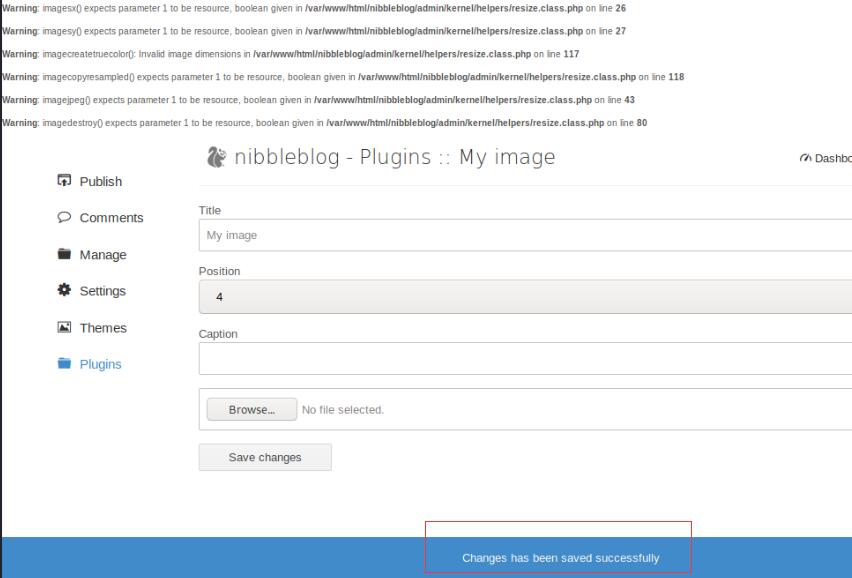 Warning: imagesx() expects parameter 1 to be resource, boolean given in /var/www/html/nibbleblog/admin/kernel/helpers/resize.class.php on line 26
Warning: imagesy() expects parameter 1 to be resource, boolean given in /var/www/html/nibbleblog/admin/kernel/helpers/resize.class.php on line 27
Warning: imagecreatetruecolor(): Invalid image dimensions in /var/www/html/nibbleblog/admin/kernel/helpers/resize.class.php on line 117
Warning: imagecopyresampled() expects parameter 1 to be resource, boolean given in /var/www/html/nibbleblog/admin/kernel/helpers/resize.class.php on line 118
Warning: imagejpeg() expects parameter 1 to be resource, boolean given in /var/www/html/nibbleblog/admin/kernel/helpers/resize.class.php on line 43
Warning: imagedestroy() expects parameter 1 to be resource, boolean given in /var/www/html/nibbleblog/admin/kernel/helpers/resize.class.php on line 80
nibbleblog - Plugins :: My image
Dashbo
Publish
Comments
Manage
Settings
Themes
Plugins
Title
My image
Position
4
Caption
Browse... No file selected.
Save changes
Changes has been saved successfully